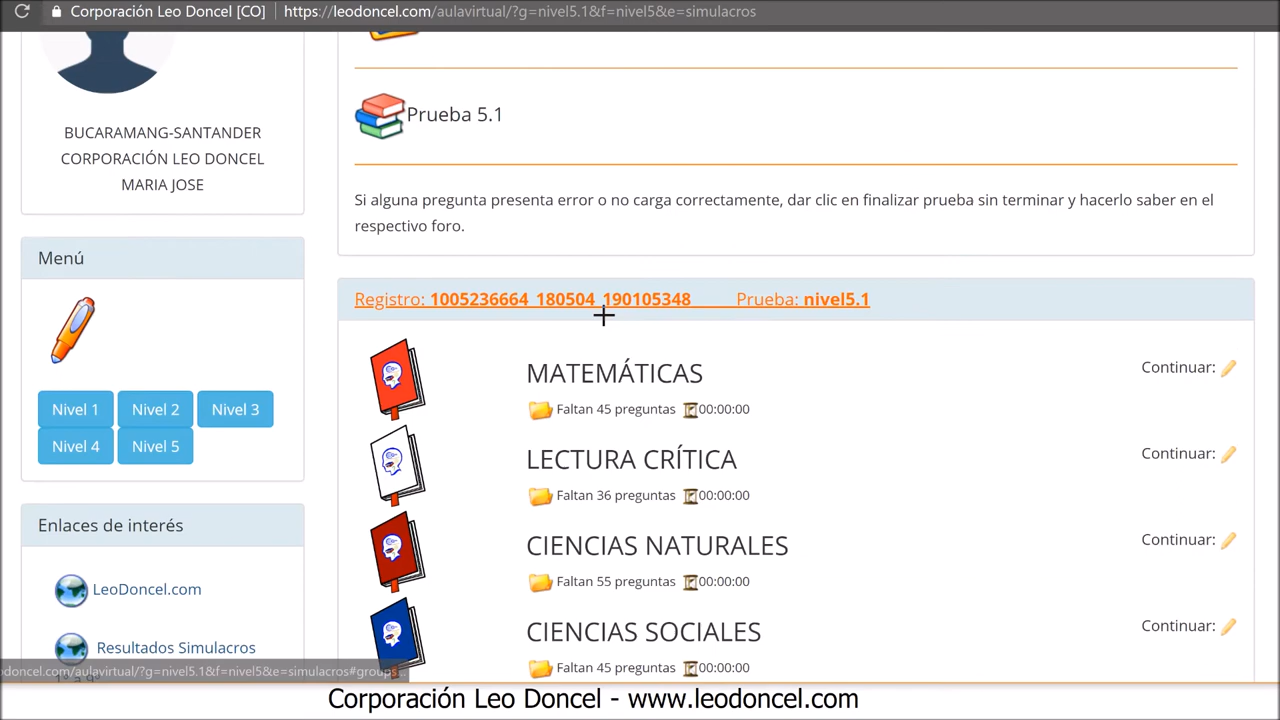 Corporación Leo Doncel [CO] https://leodoncel.com/aulavirtual/?g=nivel5.1&f=nivel5&e=simulacros
BUCARAMANG-SANTANDER
CORPORACIÓN LEO DONCEL
MARIA JOSE
Menú
Nivel 1 Nivel 2 Nivel 3
Nivel 4 Nivel 5
Enlaces de interés
LeoDoncel.com
Resultados Simulacros
Prueba 5.1
Si alguna pregunta presenta error o no carga correctamente, dar clic en finalizar prueba sin terminar y hacerlo saber en el
respectivo foro.
Registro: 1005236664_180504_190105348 Prueba: nivel5.1
MATEMÁTICAS Continuar:
Faltan 45 preguntas 00:00:00
LECTURA CRÍTICA Continuar:
Faltan 36 preguntas 00:00:00
CIENCIAS NATURALES Continuar:
Faltan 55 preguntas 00:00:00
CIENCIAS SOCIALES Continuar:
Faltan 45 preguntas 00:00:00
odoncel.com/aulavirtual/?g=nivel5.1&f=nivel5&e=simulacros#groups...
Corporación Leo Doncel - www.leodoncel.com